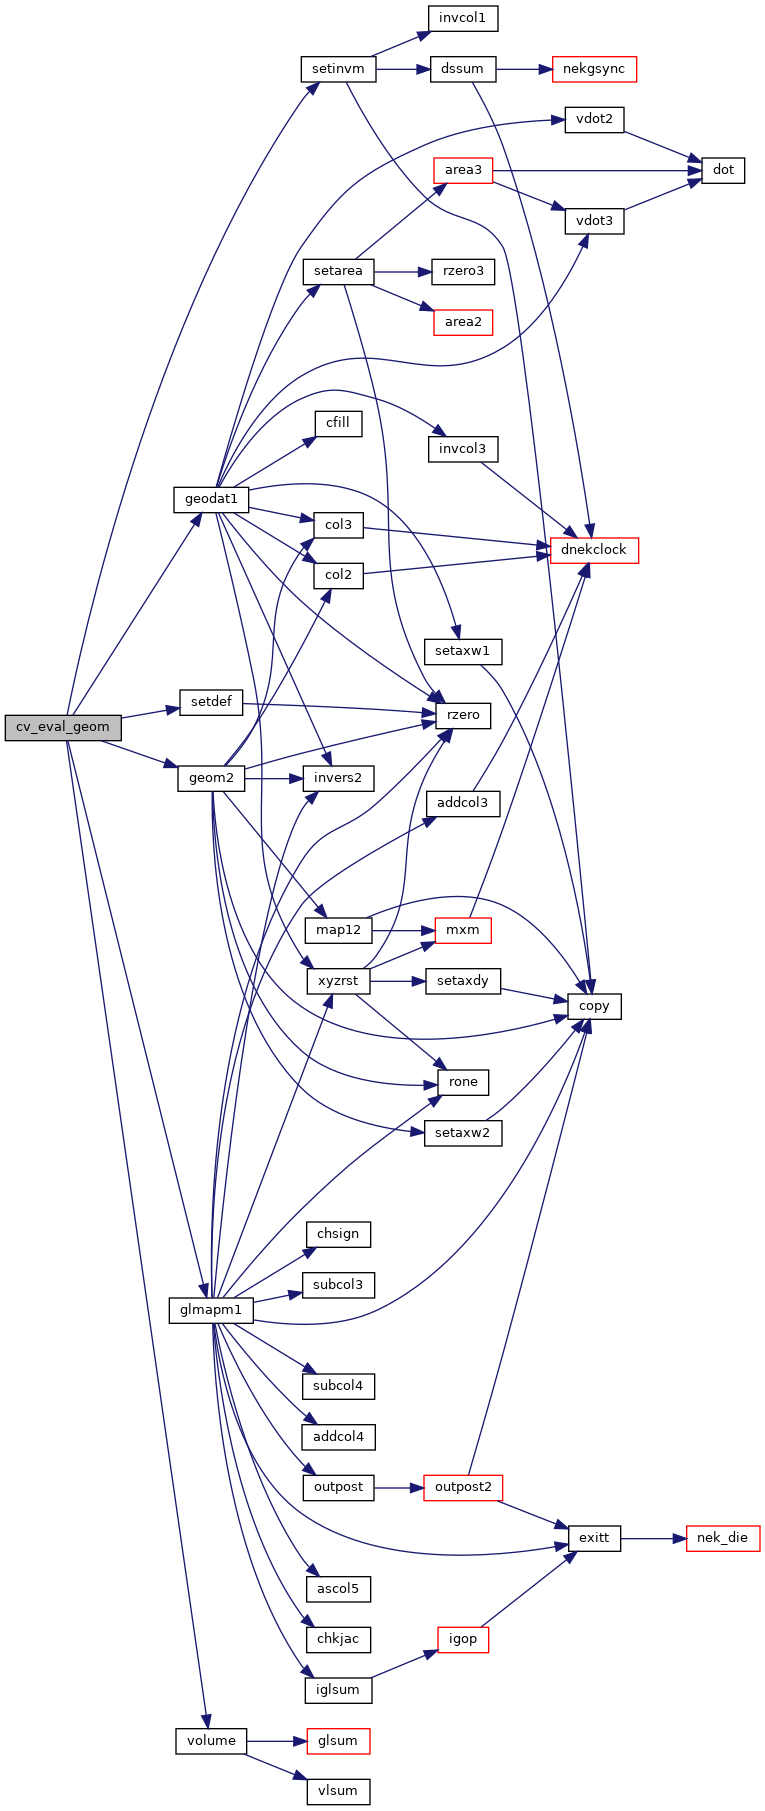 invcol1
setinvm
dssum
nekgsync
vdot2
area3
dot
vdot3
setarea
rzero3
area2
cfill
invcol3
geodat1
col3
dnekclock
col2
setaxw1
setdef
rzero
cv_eval_geom
geom2
invers2
addcol3
map12
mxm
xyzrst
setaxdy
copy
rone
setaxw2
chsign
subcol3
glmapm1
subcol4
addcol4
outpost
outpost2
exitt
nek_die
ascol5
chkjac
igop
iglsum
volume
glsum
vlsum